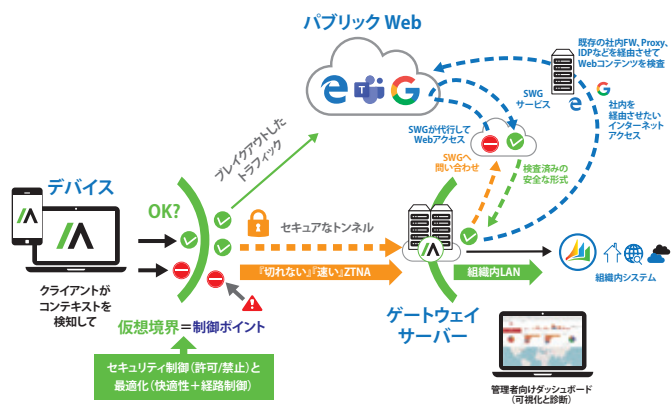 パブリック Web
既存の社内FW、Proxy、
IDPなどを経由させて
Webコンテンツを検査
SWG
サービス
社内を
経由させたい
インターネット
アクセス
SWGが代行して
Webアクセス
SWGへ
問い合わせ
検査済みの
安全な形式
ブレイクアウトした
トラフィック
デバイス
OK?
セキュアなトンネル
『切れない』『速い』ZTNA
組織内LAN
組織内システム
クライアントが
コンテキストを
検知して
仮想境界＝制御ポイント
ゲートウェイ
サーバー
セキュリティ制御（許可/禁止）と
最適化（快適性＋経路制御）
管理者向けダッシュボード
（可視化と診断）